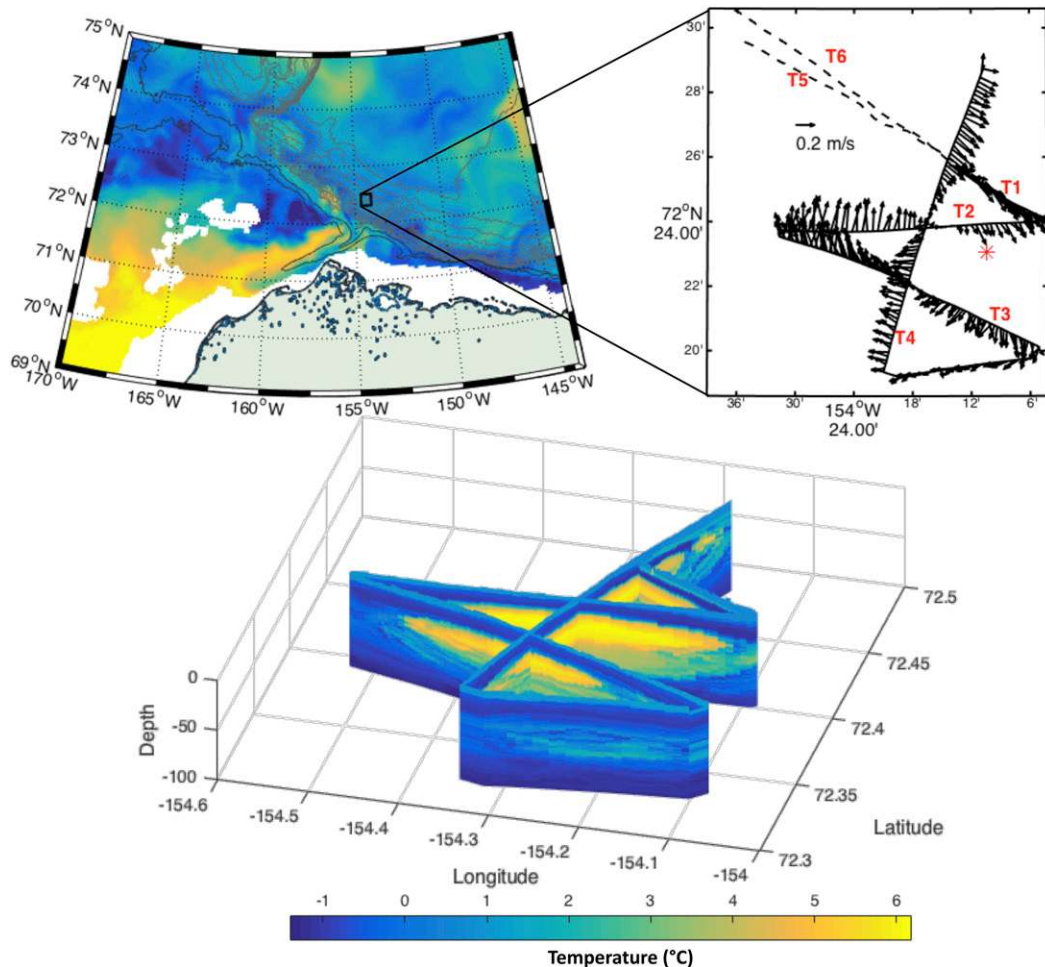 75°N
74°N
73°N
72°N
71°N
70°N
69°N
170°W
165°W
160°W
155°W
150°W
145°W
30'
28'
26'
72°N
24.00'
22'
20'
36'
30'
154°W
24.00'
18'
12'
6'
T6
T5
0.2 m/s
T1
T2
T3
T4
0
-50
-100
Depth
-154.6
-154.5
-154.4
-154.3
-154.2
-154.1
-154
Longitude
72.5
72.45
72.4
72.35
72.3
Latitude
-1 0 1 2 3 4 5 6
Temperature (°C)